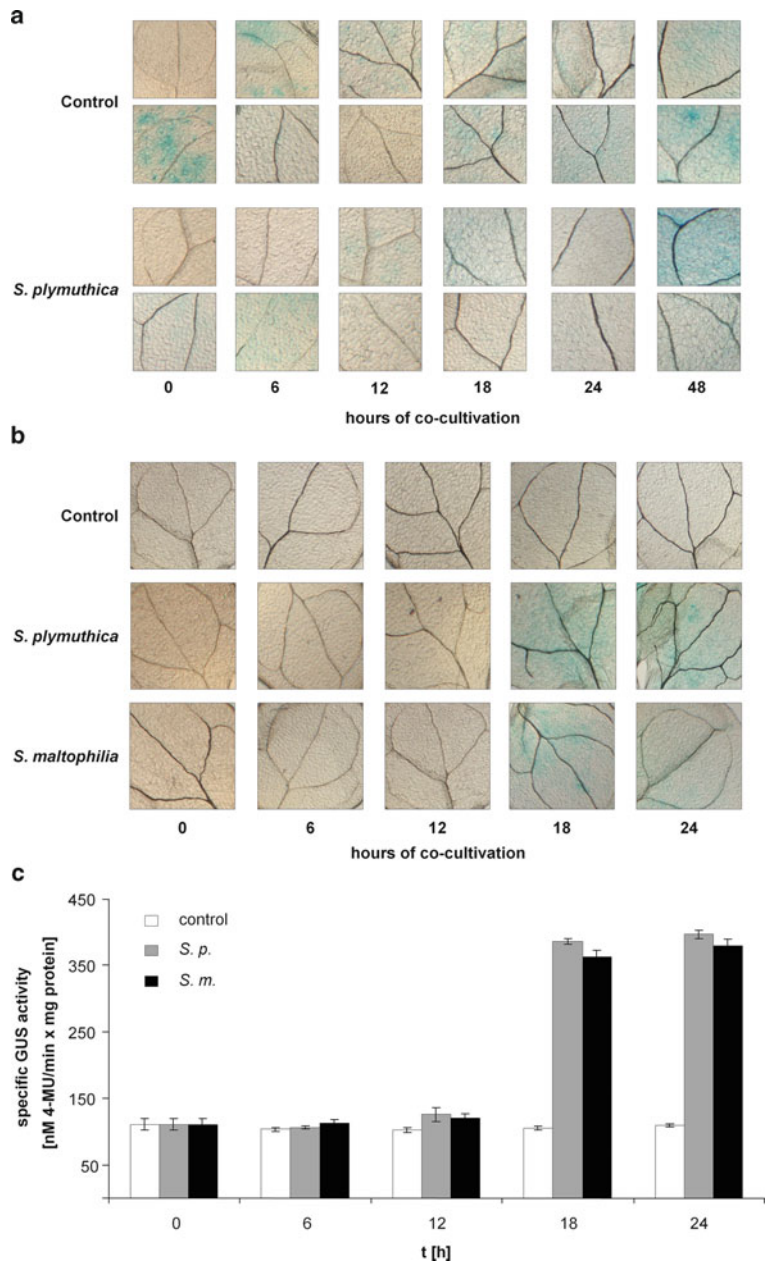 a
Control
S. plymuthica
0 6 12 18 24 48
hours of co-cultivation
b
Control
S. plymuthica
S. maltophilia
0 6 12 18 24
hours of co-cultivation
c
450
350
150
50
specific GUS activity
[nM 4-MU/min x mg protein]
control
S. p.
S. m.
0 6 12 18 24
t [h]